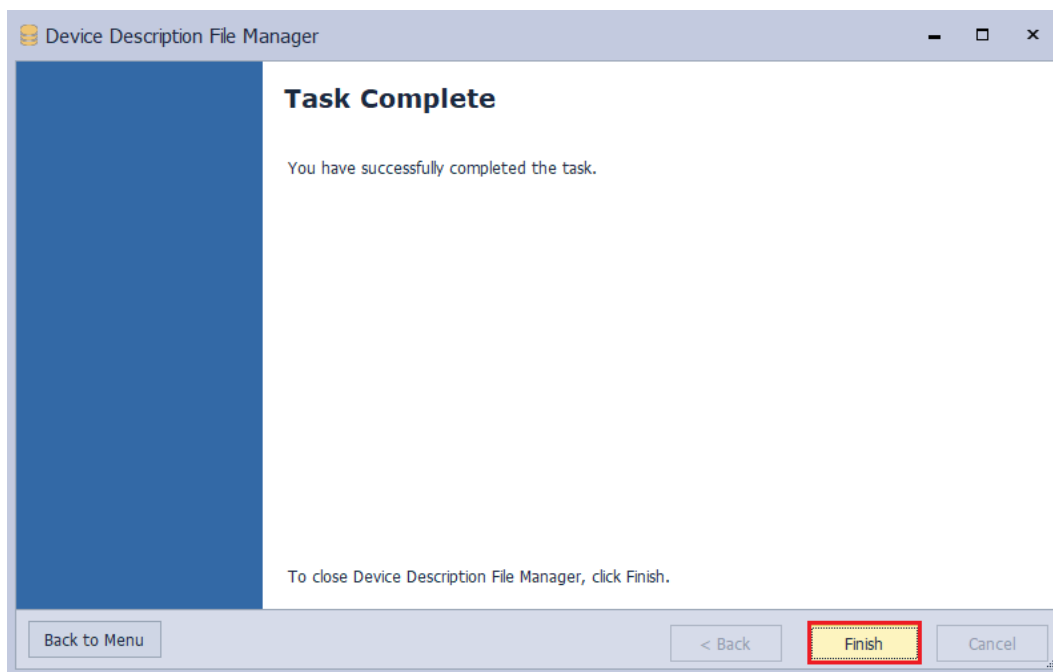 Device Description File Manager
Task Complete
You have successfully completed the task.
To close Device Description File Manager, click Finish.
Back to Menu
< Back
Finish
Cancel